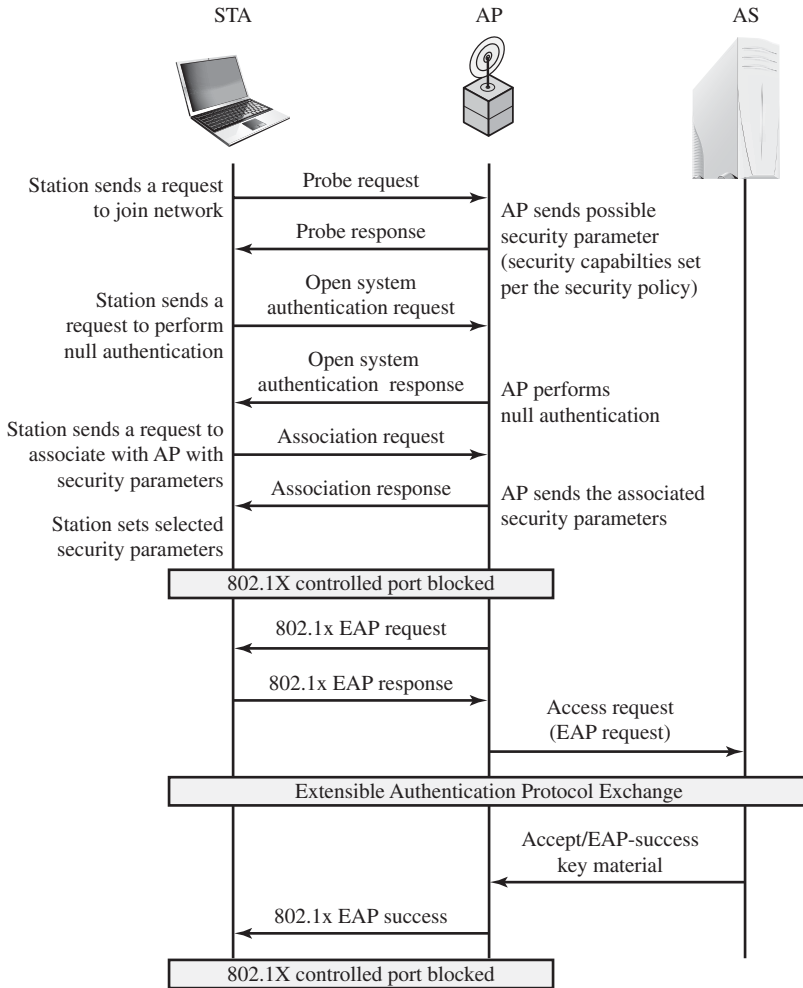 STA
AP
AS
Station sends a request
to join network
Probe request
AP sends possible
security parameter
(security capabilties set
per the security policy)
Probe response
Station sends a
request to perform
null authentication
Open system
authentication request
Open system
authentication response
AP performs
null authentication
Station sends a request to
associate with AP with
security parameters
Association request
Association response
AP sends the associated
security parameters
Station sets selected
security parameters
802.1X controlled port blocked
802.1x EAP request
802.1x EAP response
Access request
(EAP request)
Extensible Authentication Protocol Exchange
Accept/EAP-success
key material
802.1x EAP success
802.1X controlled port blocked